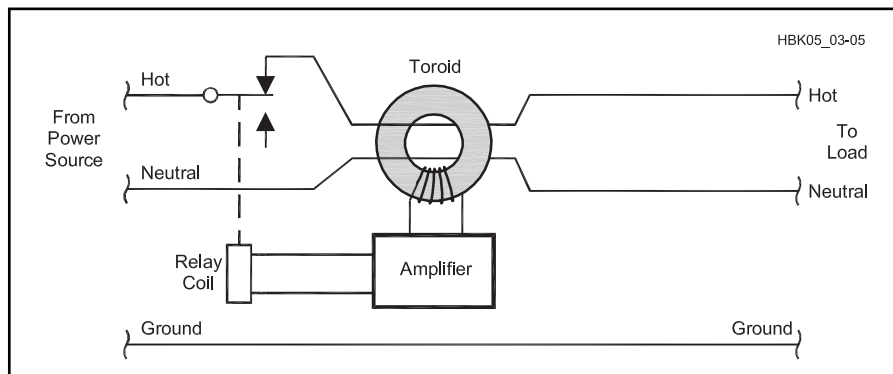 HBK05_03-05
Toroid
Hot
Hot
From
Power
Source
To
Load
Neutral
Neutral
Relay
Coil
Amplifier
Ground
Ground